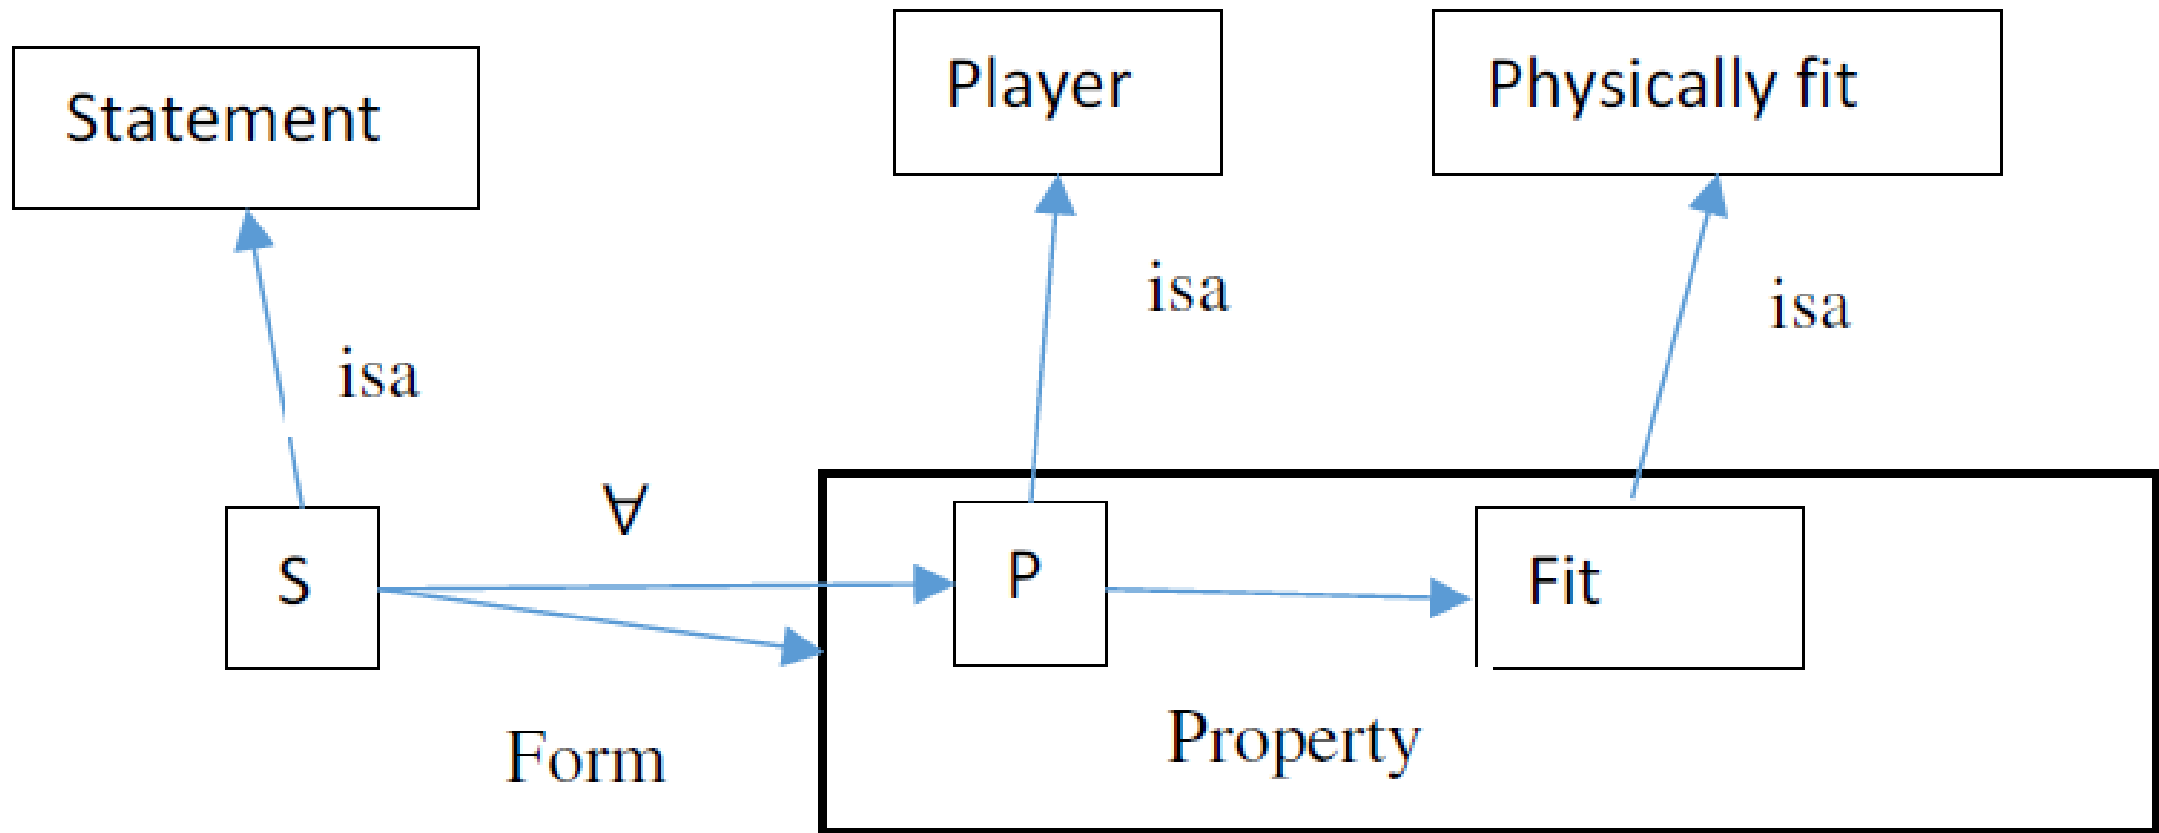 Statement
Player
Physically fit
isa
isa
isa
∀
S
P
Fit
Form
Property